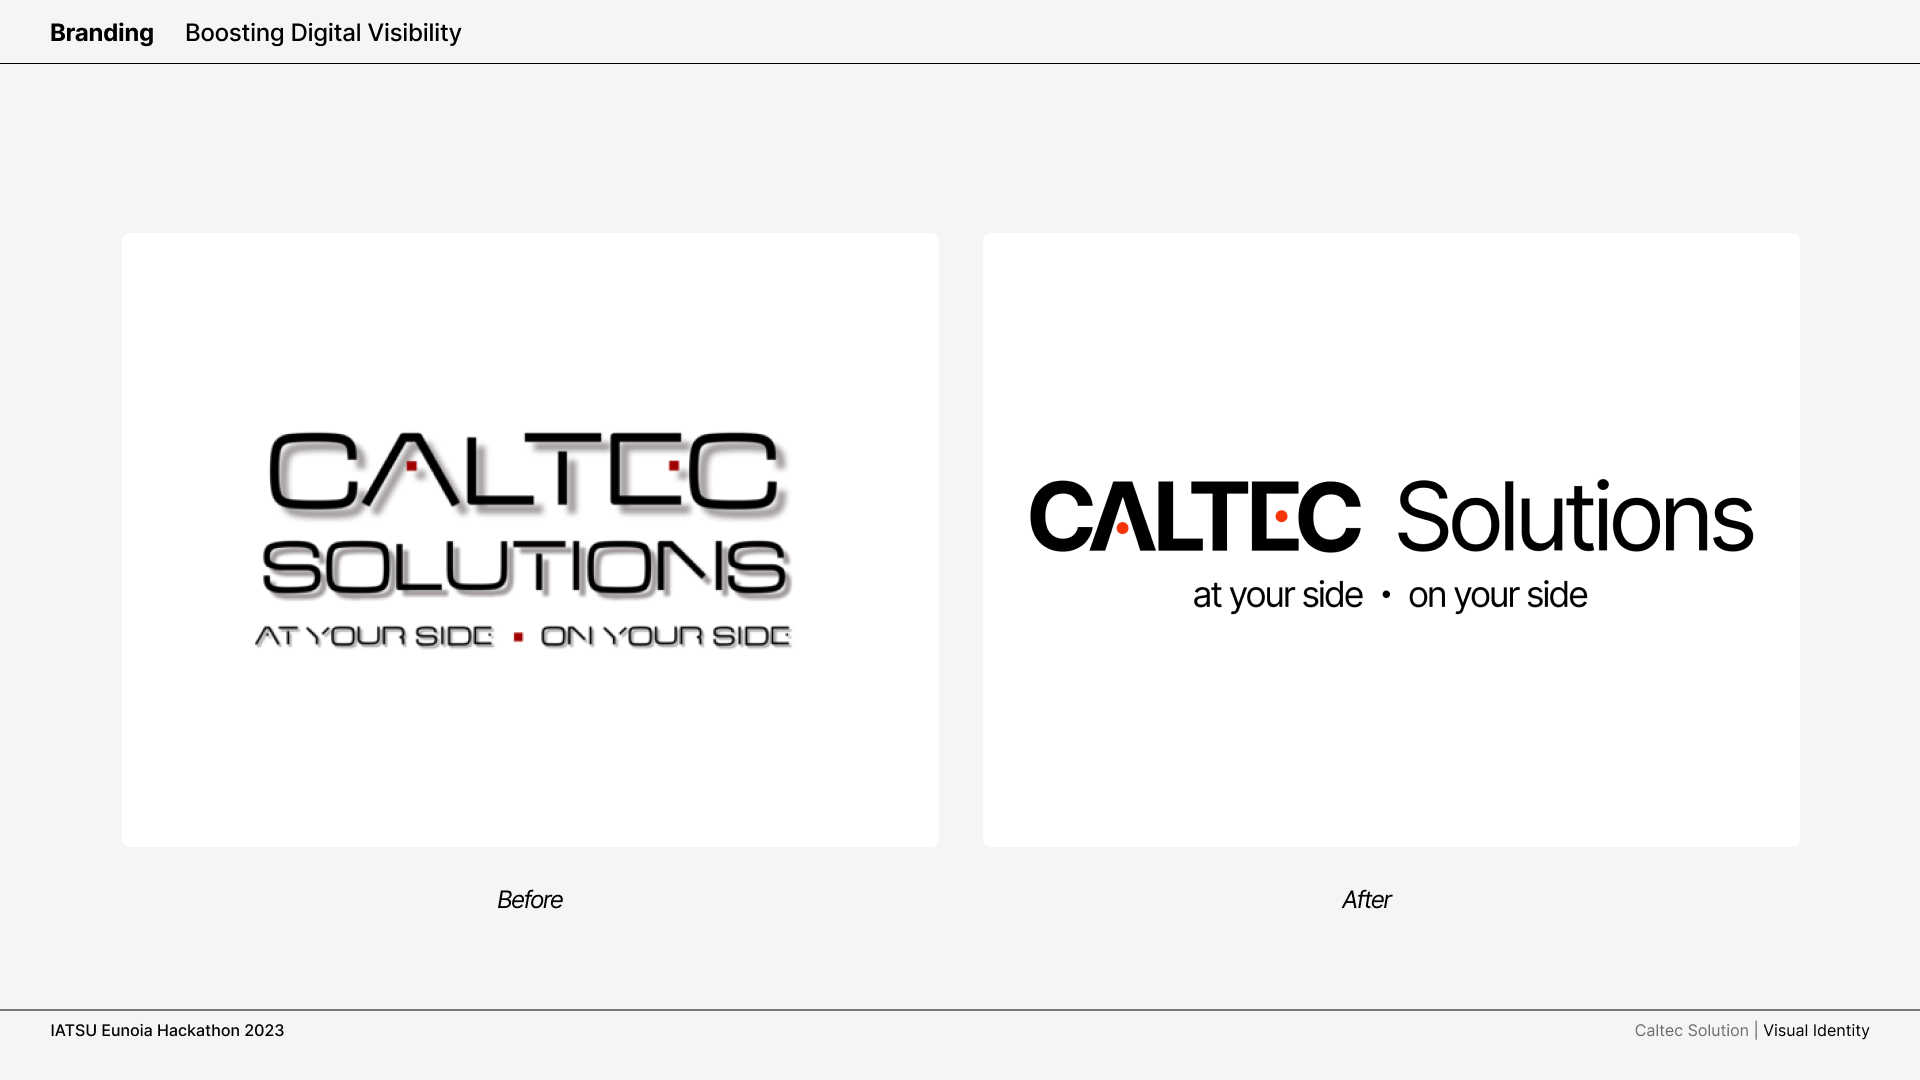 Branding Boosting Digital Visibility
CALTEC
SOLUTIONS
AT YOUR SIDE ▪ ON YOUR SIDE
CALTEC Solutions
at your side • on your side
Before
After
IATSU Eunoia Hackathon 2023
Caltec Solution | Visual Identity